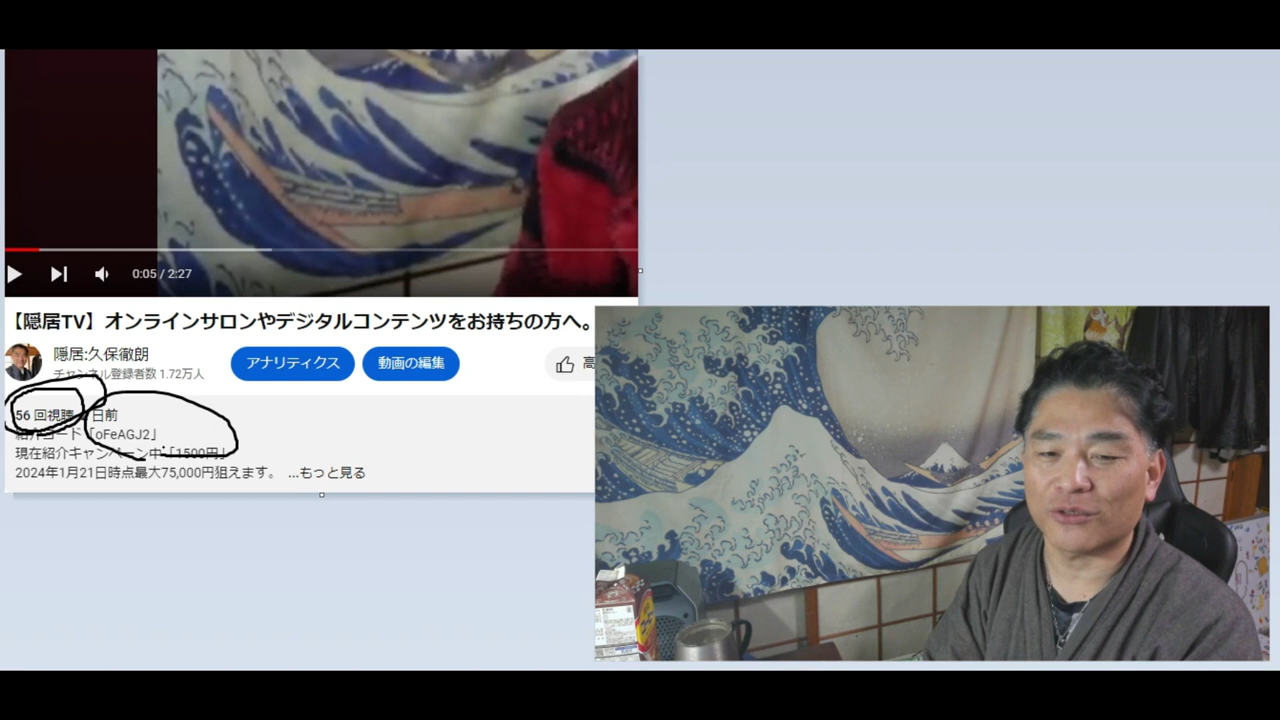 0:05 / 2:27
【隠居TV】オンラインサロンやデジタルコンテンツをお持ちの方へ。
隠居:久保徹朗
チャンネル登録者数 1.72万人
アナリティクス
動画の編集
高
56 回視聴 日前
紹介コード「oFeAGJ2」
現在紹介キャンペーン中「1500円」
2024年1月21日時点最大75,000円狙えます。 ...もっと見る